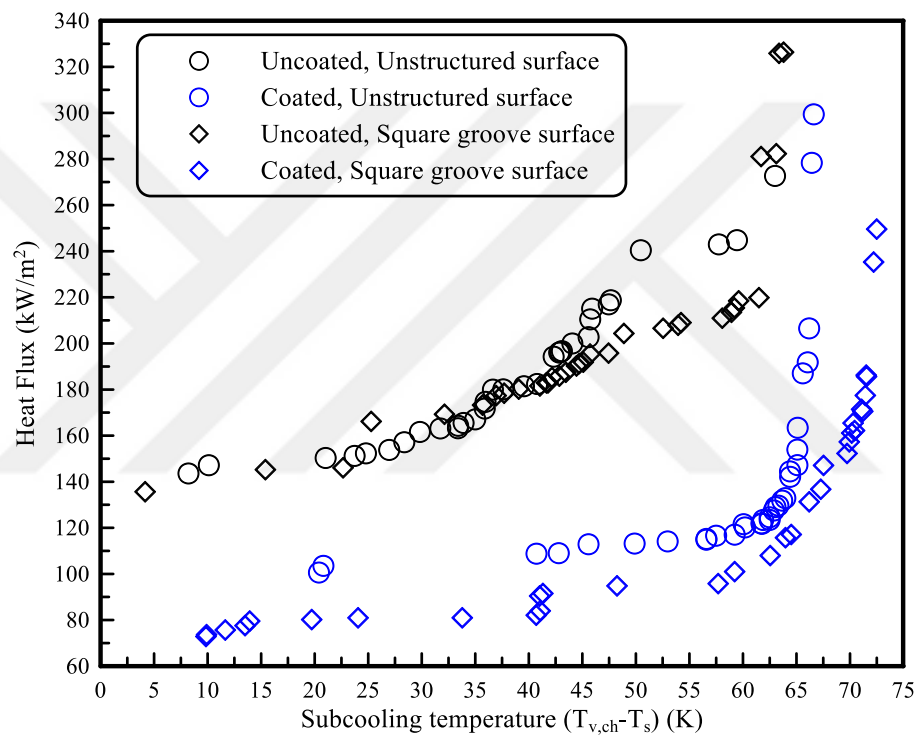 340
320
300
280
260
240
220
200
180
160
140
120
100
80
60
Heat Flux (kW/m²)
Uncoated, Unstructured surface
Coated, Unstructured surface
Uncoated, Square groove surface
Coated, Square groove surface
0 5 10 15 20 25 30 35 40 45 50 55 60 65 70 75
Subcooling temperature (Tv,ch-Ts) (K)